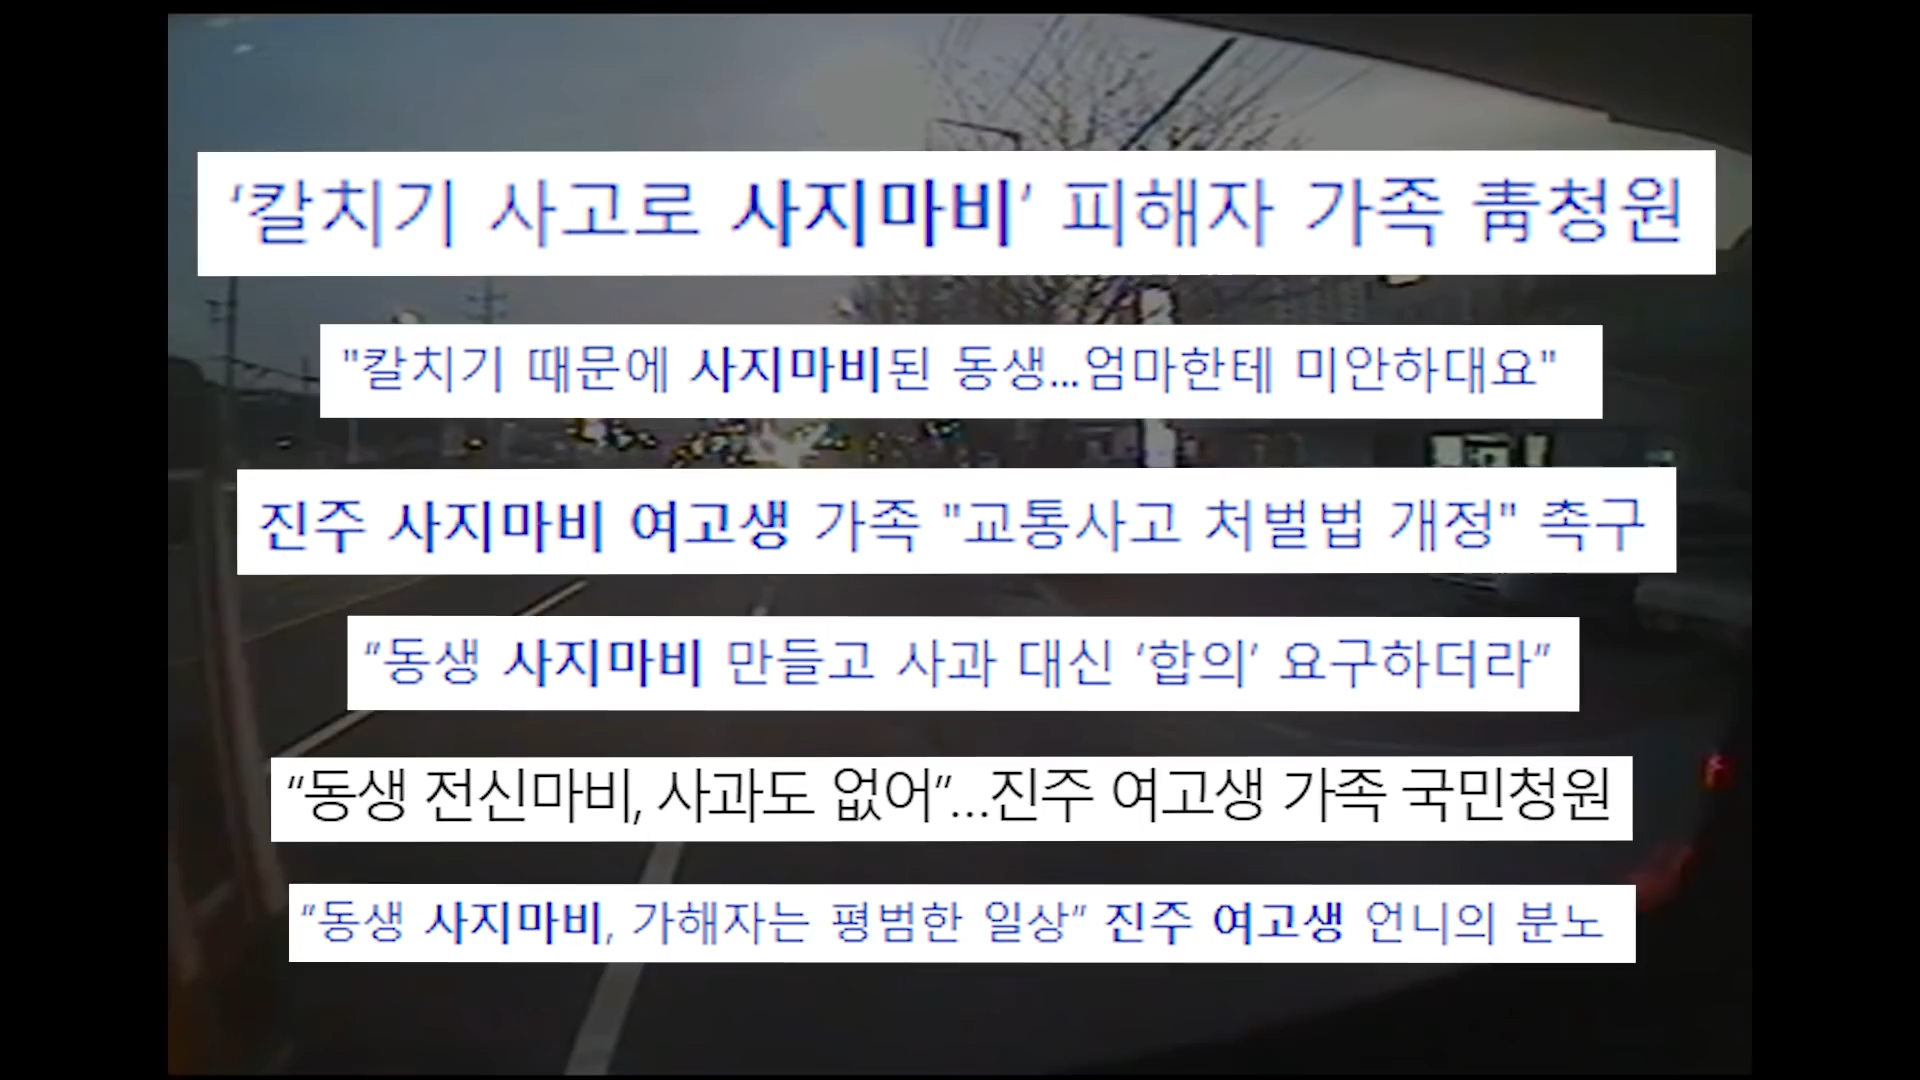 ‘칼치기 사고로 사지마비’ 피해자 가족 靑청원
"칼치기 때문에 사지마비된 동생...엄마한테 미안하대요"
진주 사지마비 여고생 가족 "교통사고 처벌법 개정" 촉구
“동생 사지마비 만들고 사과 대신 ‘합의’ 요구하더라”
“동생 전신마비, 사과도 없어”...진주 여고생 가족 국민청원
“동생 사지마비, 가해자는 평범한 일상” 진주 여고생 언니의 분노